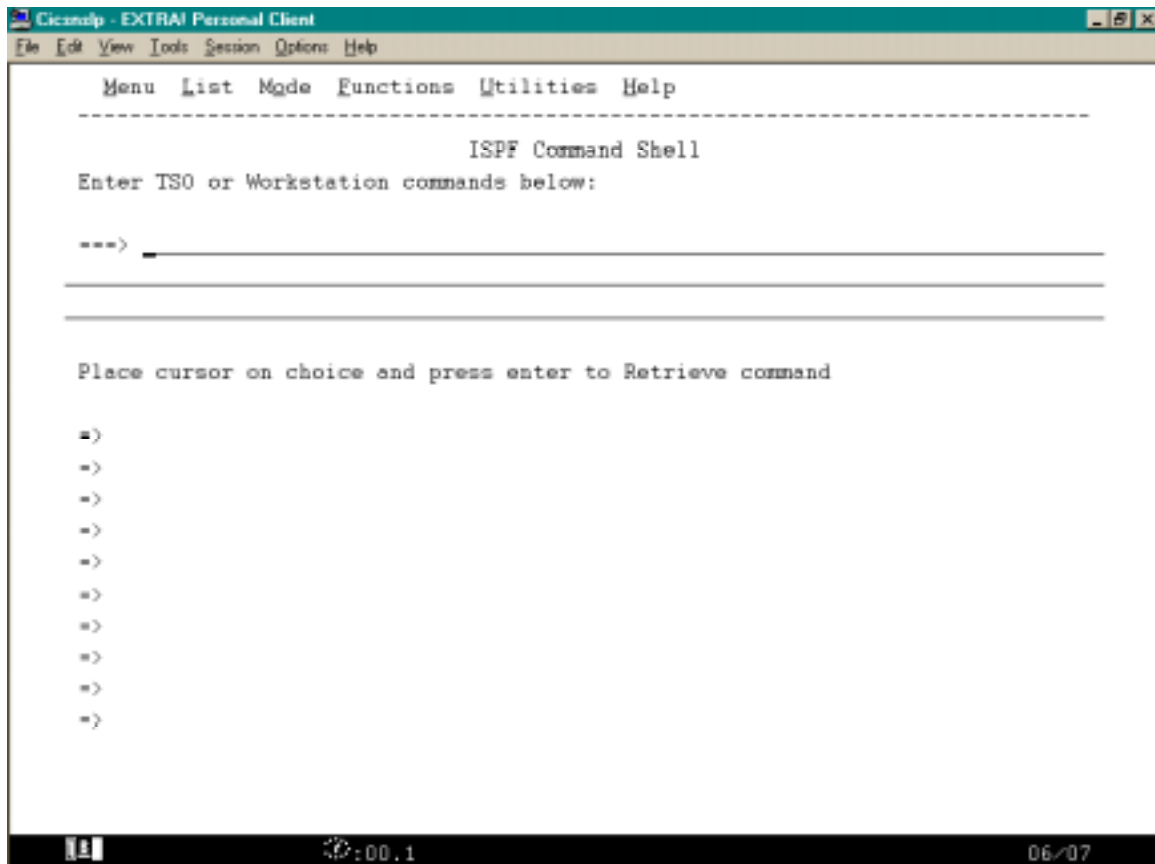 EXTRA! Personal Client
File Edit View Tools Session Options Help
Menu List Mode Functions Utilities Help
-------------------------------------------------------------------------------
ISPF Command Shell
Enter TSO or Workstation commands below:
===>
Place cursor on choice and press enter to Retrieve command
=>
=>
=>
=>
=>
=>
=>
=>
=>
=>
:00.1
06/07